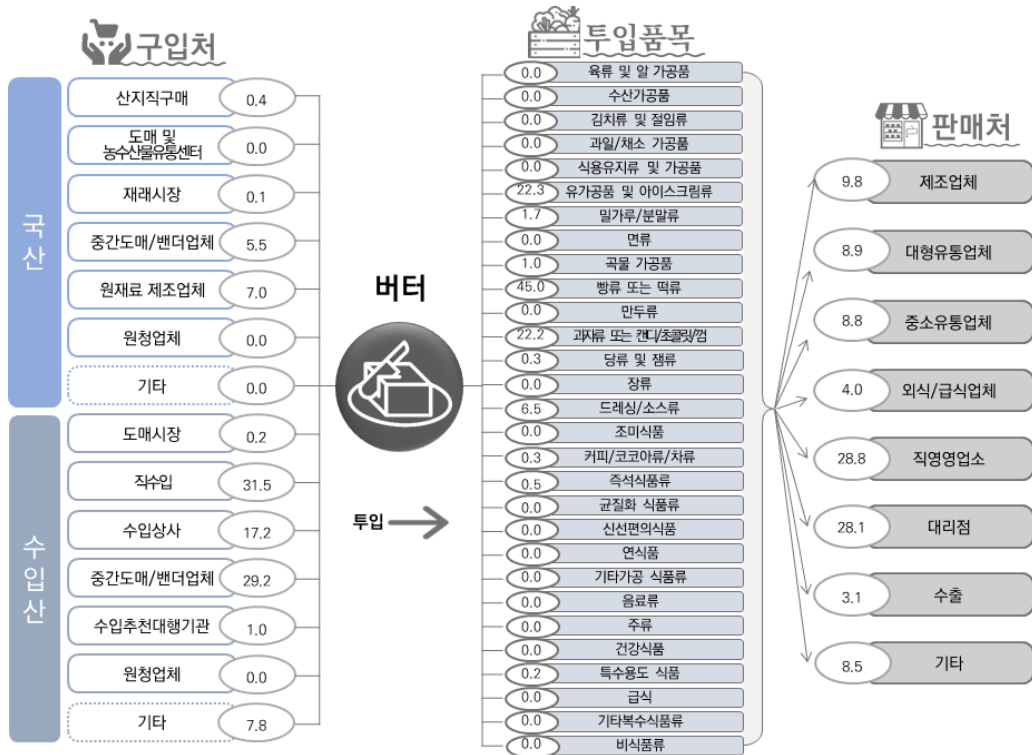 구입처
국산
산지직구매 0.4
도매 및
농수산물유통센터 0.0
재래시장 0.1
중간도매/밴더업체 5.5
원재료 제조업체 7.0
원청업체 0.0
기타 0.0
수입산
도매시장 0.2
직수입 31.5
수입상사 17.2
중간도매/밴더업체 29.2
수입추천대행기관 1.0
원청업체 0.0
기타 7.8
버터
투입
투입품목
0.0 육류 및 알 가공품
0.0 수산가공품
0.0 김치류 및 절임류
0.0 과일/채소 가공품
0.0 식용유지류 및 가공품
22.3 유가공품 및 아이스크림류
1.7 밀가루/분말류
0.0 면류
1.0 곡물 가공품
45.0 빵류 또는 떡류
0.0 만두류
22.2 과자류 또는 캔디/초콜릿/껌
0.3 당류 및 잼류
0.0 장류
6.5 드레싱/소스류
0.0 조미식품
0.3 커피/코코아류/차류
0.5 즉석식품류
0.0 균질화 식품류
0.0 신선편의식품
0.0 연식품
0.0 기타가공 식품류
0.0 음료류
0.0 주류
0.0 건강식품
0.2 특수용도 식품
0.0 급식
0.0 기타복수식품류
0.0 비식품류
판매처
9.8 제조업체
8.9 대형유통업체
8.8 중소유통업체
4.0 외식/급식업체
28.8 직영영업소
28.1 대리점
3.1 수출
8.5 기타